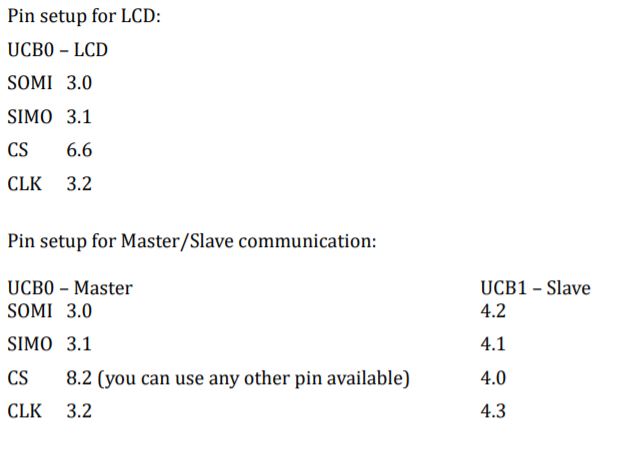 Pin setup for LCD:
UCB0 – LCD
SOMI 3.0
SIMO 3.1
CS 6.6
CLK 3.2
Pin setup for Master/Slave communication:
UCB0 – Master UCB1 – Slave
SOMI 3.0 4.2
SIMO 3.1 4.1
CS 8.2 (you can use any other pin available) 4.0
CLK 3.2 4.3